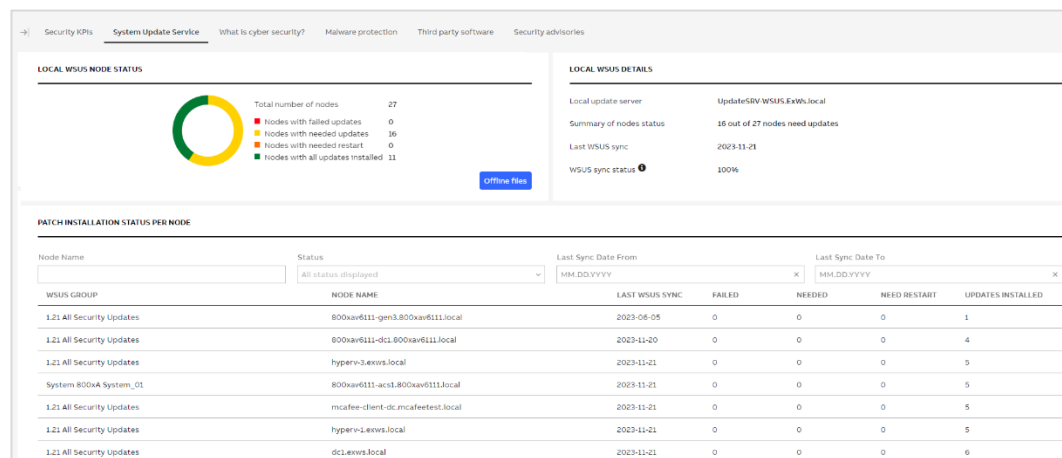 Security KPIs System Update Service What is cyber security? Malware protection Third party software Security advisories
LOCAL WSUS NODE STATUS
Total number of nodes 27
Nodes with failed updates 0
Nodes with needed updates 16
Nodes with needed restart 0
Nodes with all updates installed 11
Offline files
LOCAL WSUS DETAILS
Local update server UpdateSRV-WSUS.ExWs.local
Summary of nodes status 16 out of 27 nodes need updates
Last WSUS sync 2023-11-21
WSUS sync status 100%
PATCH INSTALLATION STATUS PER NODE
Node Name Status Last Sync Date From Last Sync Date To
All status displayed MM.DD.YYYY × MM.DD.YYYY ×
WSUS GROUP NODE NAME LAST WSUS SYNC FAILED NEEDED NEED RESTART UPDATES INSTALLED
1.21 All Security Updates 800xav6111-gen3.800xav6111.local 2023-06-05 0 0 0 1
1.21 All Security Updates 800xav6111-dc1.800xav6111.local 2023-11-20 0 0 0 4
1.21 All Security Updates hyperv-3.exws.local 2023-11-21 0 0 0 5
System 800xA System_01 800xav6111-acs1.800xav6111.local 2023-11-21 0 0 0 5
1.21 All Security Updates mcafee-client-dc.mcafeetest.local 2023-11-21 0 0 0 5
1.21 All Security Updates hyperv-1.exws.local 2023-11-21 0 0 0 5
1.21 All Security Updates dc1.exws.local 2023-11-21 0 0 0 6